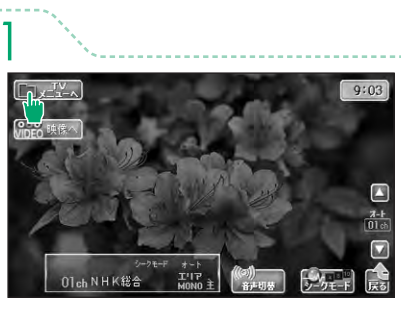 1
TV
メニューへ
9:03
VIDEO 映像へ
オート
01ch
シークモード オート
01ch NHK総合 エリア
MONO 主
音声切替
シークモード
戻る